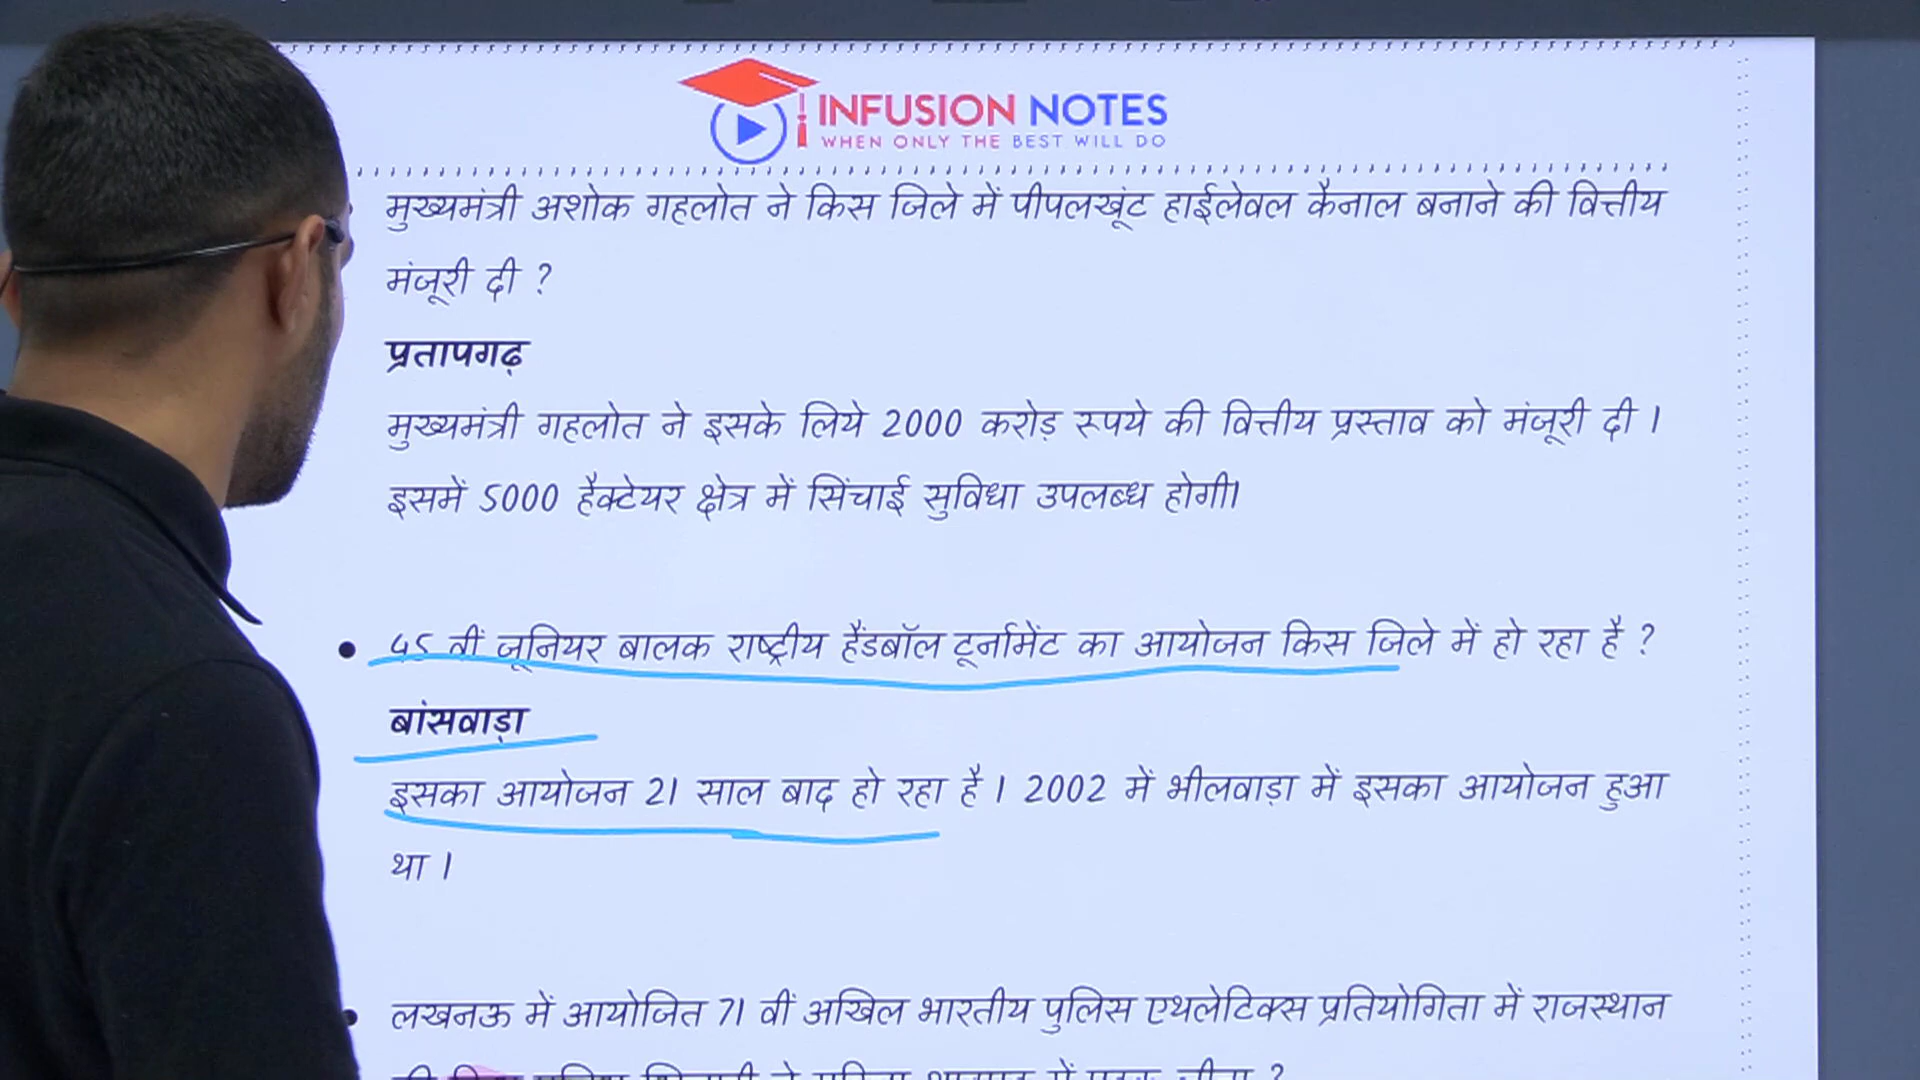 INFUSION NOTES
WHEN ONLY THE BEST WILL DO
मुख्यमंत्री अशोक गहलोत ने किस जिले में पीपलखूंट हाईलेवल कैनाल बनाने की वित्तीय
मंजूरी दी ?
प्रतापगढ़
मुख्यमंत्री गहलोत ने इसके लिये 2000 करोड़ रूपये की वित्तीय प्रस्ताव को मंजूरी दी ।
इसमें 5000 हैक्टेयर क्षेत्र में सिंचाई सुविधा उपलब्ध होगी।
• 45 वीं जूनियर बालक राष्ट्रीय हैंडबॉल टूर्नामेंट का आयोजन किस जिले में हो रहा है ?
बांसवाड़ा
इसका आयोजन 21 साल बाद हो रहा है । 2002 में भीलवाड़ा में इसका आयोजन हुआ
था ।
• लखनऊ में आयोजित 71 वीं अखिल भारतीय पुलिस एथलेटिक्स प्रतियोगिता में राजस्थान